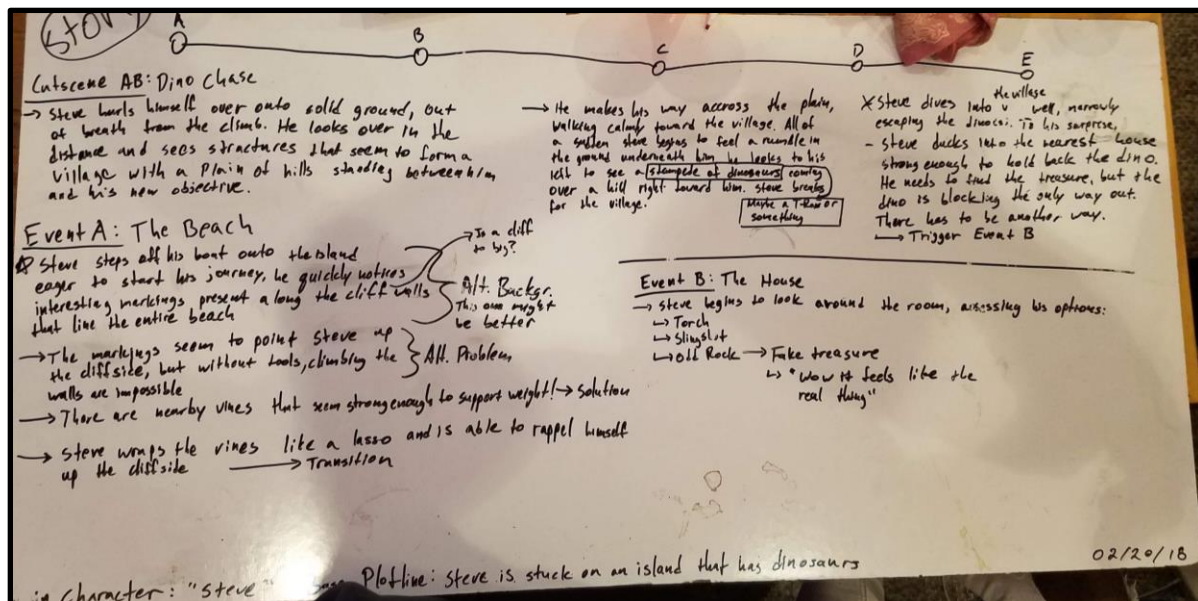 STORY
A
B
C
D
E
Cutscene AB: Dino Chase
→ Steve hurls himself over onto solid ground, out
of breath from the climb. He looks over in the
distance and sees structures that seem to form a
village with a Plain of hills standing between him
and his new objective.
Event A: The Beach
Steve steps off his boat onto the island
eager to start his journey, he quickly notices
interesting markings present along the cliff walls
that line the entire beach
→ Is a cliff
to big?
Alt. Backgr.
This one might
be better
→ The markings seem to point Steve up
the cliffside, but without tools, climbing the
walls are impossible
Alt. Problem
→ There are nearby vines that seem strong enough to support weight! → Solution
→ Steve wraps the vines like a lasso and is able to rappel himself
up the cliffside → Transition
→ He makes his way accross the plain,
walking calmly toward the village. All of
a sudden steve begins to feel a rumble in
the ground underneath him, he looks to his
left to see a stampede of dinosaurs coming
over a hill right toward him. steve breaks
for the village.
Maybe a T-Rex or
something
the village
* Steve dives into v well, narrowly
escaping the To his surprise,
- Steve ducks into the nearest house
strong enough to hold back the dino.
He needs to find the treasure, but the
dino is blocking the only way out.
There has to be another way.
→ Trigger Event B
Event B: The House
→ Steve begins to look around the room, assessing his options:
↳ Torch
↳ Slingshot
↳ Odd Rock → Fake treasure
↳ "Wow it feels like the
real thing"
02/20/18
in Character: "Steve" Plotline: Steve is stuck on an island that has dinosaurs